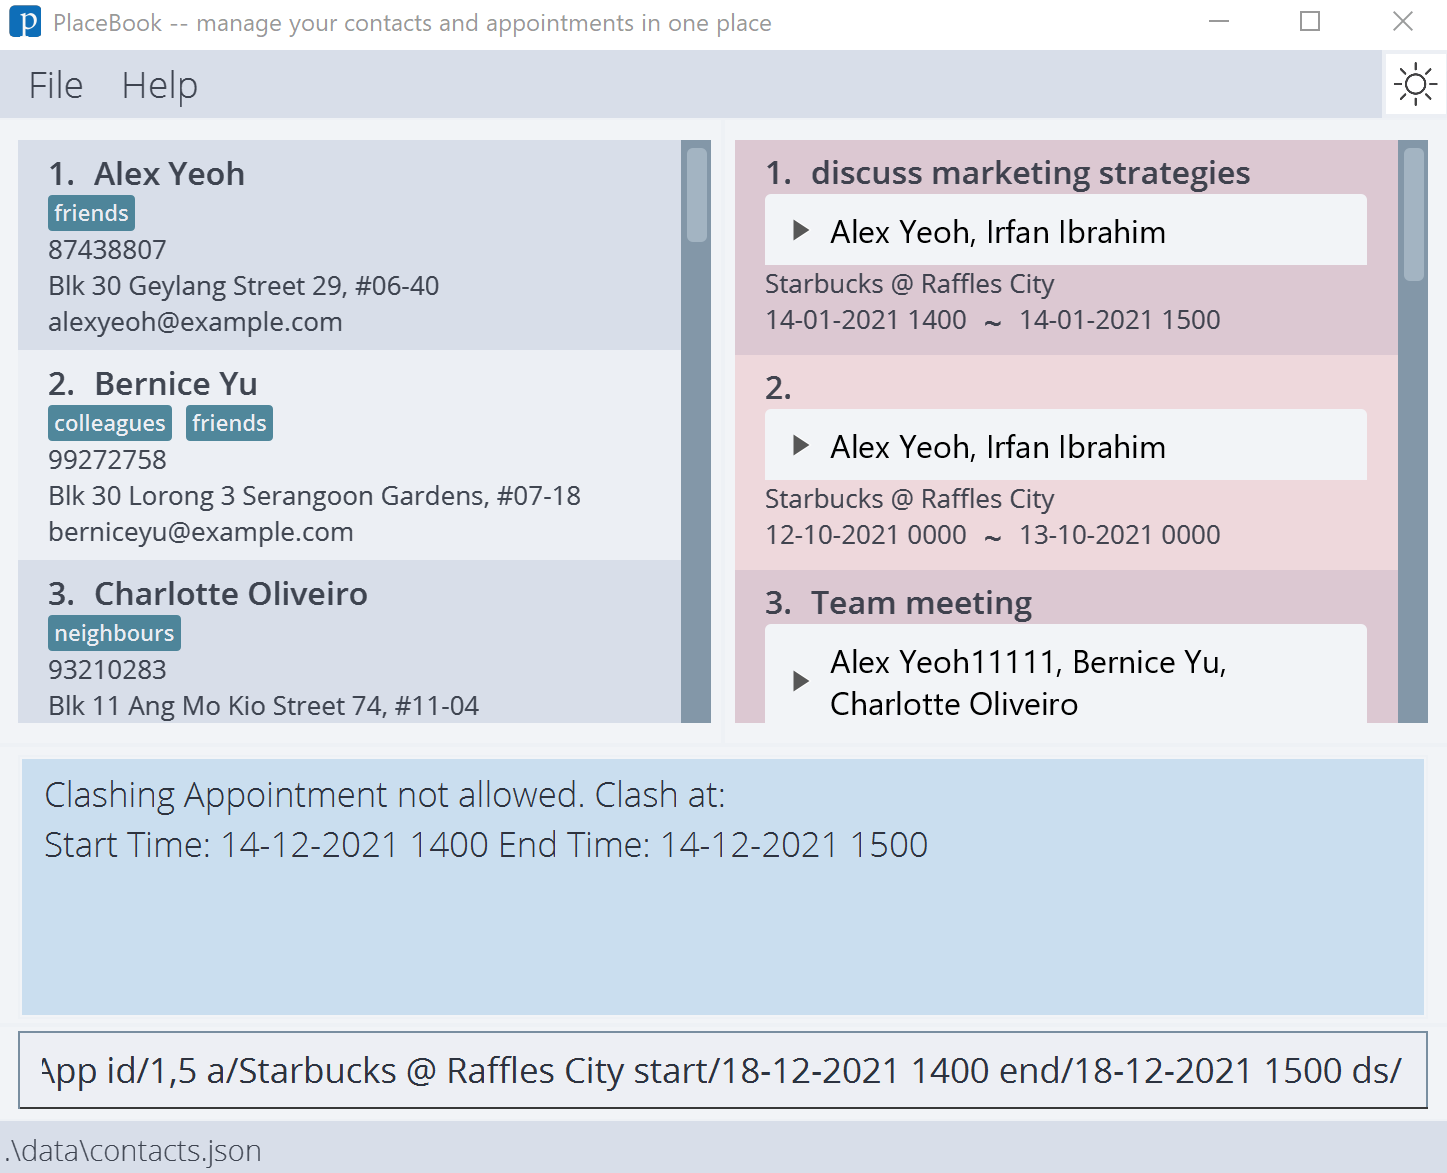 PlaceBook -- manage your contacts and appointments in one place
File Help
1. Alex Yeoh
friends
87438807
Blk 30 Geylang Street 29, #06-40
alexyeoh@example.com
2. Bernice Yu
colleagues friends
99272758
Blk 30 Lorong 3 Serangoon Gardens, #07-18
berniceyu@example.com
3. Charlotte Oliveiro
neighbours
93210283
Blk 11 Ang Mo Kio Street 74, #11-04
1. discuss marketing strategies
Alex Yeoh, Irfan Ibrahim
Starbucks @ Raffles City
14-01-2021 1400 ~ 14-01-2021 1500
2.
Alex Yeoh, Irfan Ibrahim
Starbucks @ Raffles City
12-10-2021 0000 ~ 13-10-2021 0000
3. Team meeting
Alex Yeoh11111, Bernice Yu,
Charlotte Oliveiro
Clashing Appointment not allowed. Clash at:
Start Time: 14-12-2021 1400 End Time: 14-12-2021 1500
App id/1,5 a/Starbucks @ Raffles City start/18-12-2021 1400 end/18-12-2021 1500 ds/
.\data\contacts.json